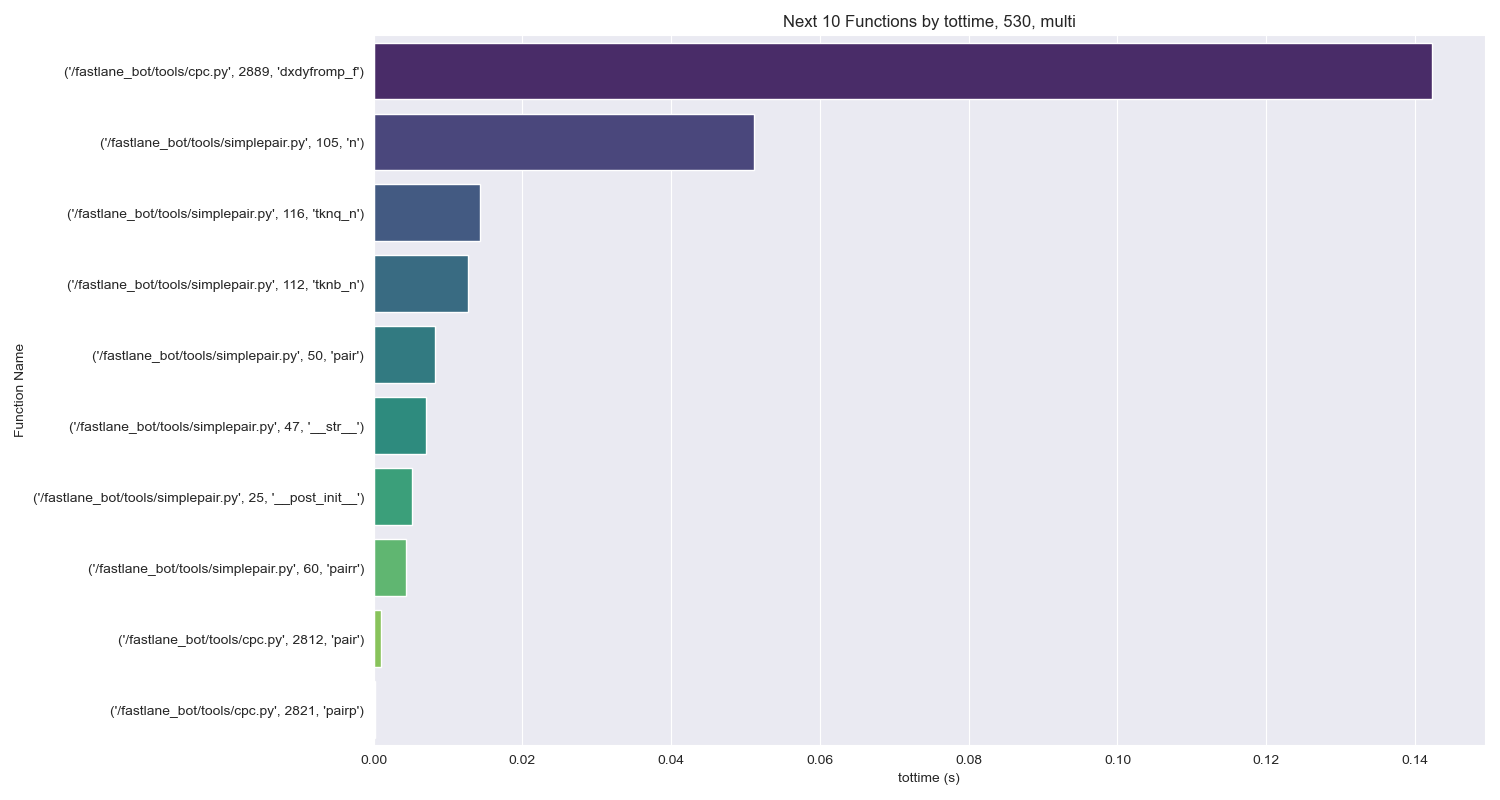 Next 10 Functions by tottime, 530, multi
('/fastlane_bot/tools/cpc.py', 2889, 'dxdyfromp_f')
('/fastlane_bot/tools/simplepair.py', 105, 'n')
('/fastlane_bot/tools/simplepair.py', 116, 'tknq_n')
('/fastlane_bot/tools/simplepair.py', 112, 'tknb_n')
('/fastlane_bot/tools/simplepair.py', 50, 'pair')
('/fastlane_bot/tools/simplepair.py', 47, '__str__')
('/fastlane_bot/tools/simplepair.py', 25, '__post_init__')
('/fastlane_bot/tools/simplepair.py', 60, 'pairr')
('/fastlane_bot/tools/cpc.py', 2812, 'pair')
('/fastlane_bot/tools/cpc.py', 2821, 'pairp')
Function Name
0.00 0.02 0.04 0.06 0.08 0.10 0.12 0.14
tottime (s)